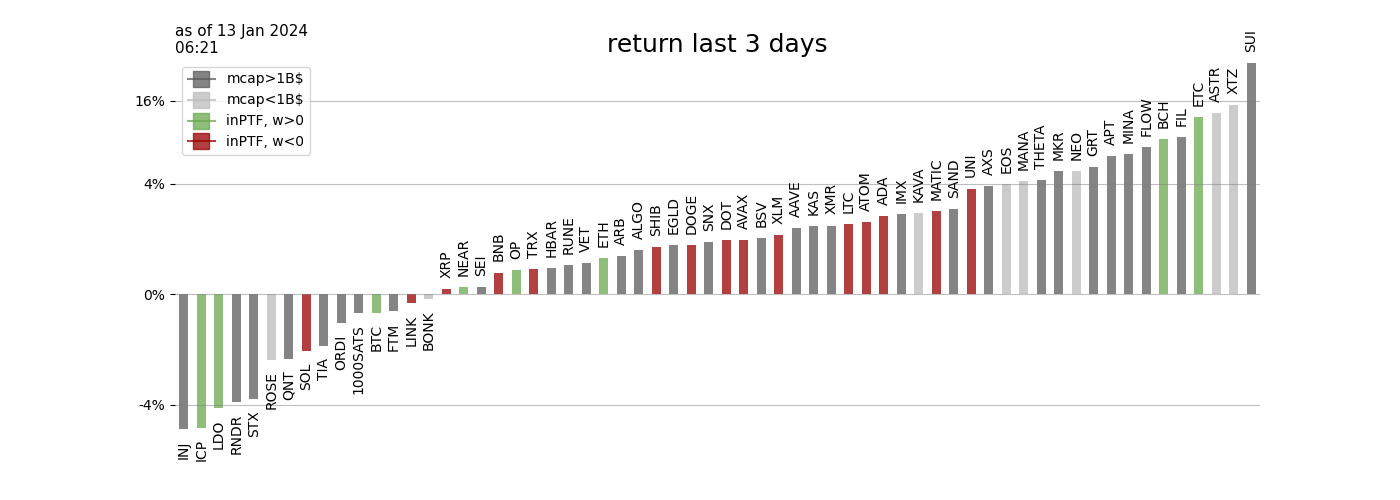 as of 13 Jan 2024
06:21
return last 3 days
mcap>1B$
mcap<1B$
inPTF, w>0
inPTF, w<0
16%
4%
0%
-4%
INJ
ICP
LDO
RNDR
STX
ROSE
QNT
SOL
TIA
ORDI
1000SATS
BTC
FTM
LINK
BONK
XRP
NEAR
SEI
BNB
OP
TRX
HBAR
RUNE
VET
ETH
ARB
ALGO
SHIB
EGLD
DOGE
SNX
DOT
AVAX
BSV
XLM
AAVE
KAS
XMR
LTC
ATOM
ADA
IMX
KAVA
MATIC
SAND
UNI
AXS
EOS
MANA
THETA
MKR
NEO
GRT
APT
MINA
FLOW
BCH
FIL
ETC
ASTR
XTZ
SUI